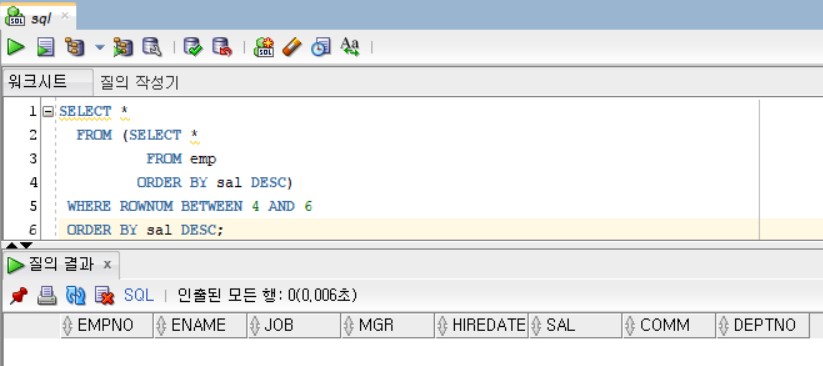 sql
워크시트 질의 작성기
1 SELECT *
2 FROM (SELECT *
3 FROM emp
4 ORDER BY sal DESC)
5 WHERE ROWNUM BETWEEN 4 AND 6
6 ORDER BY sal DESC;
질의 결과 x
SQL | 인출된 모든 행: 0(0,006초)
EMPNO ENAME JOB MGR HIREDATE SAL COMM DEPTNO